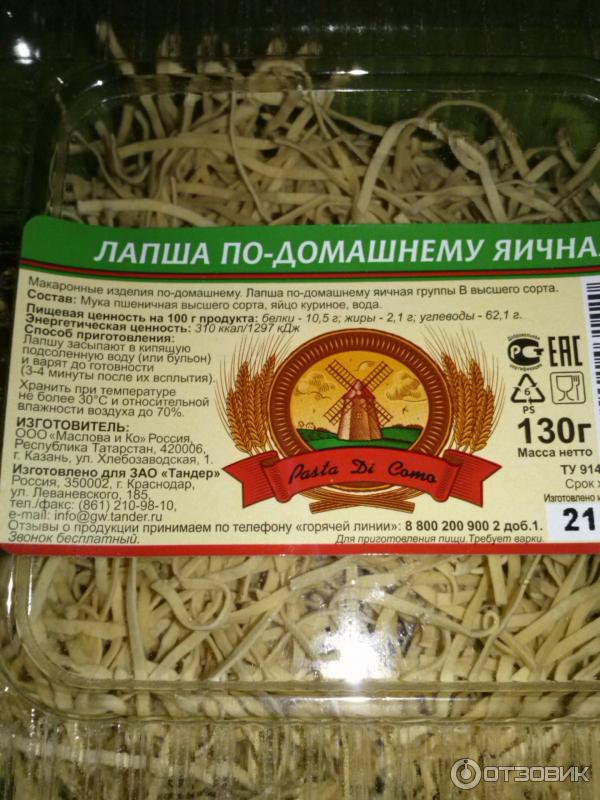 ЛАПША ПО-ДОМАШНЕМУ ЯИЧНА
Макаронные изделия по-домашнему. Лапша по-домашнему яичная группы В высшего сорта.
Состав: Мука пшеничная высшего сорта, яйцо куриное, вода.
Пищевая ценность на 100 г продукта: белки - 10,5 г; жиры - 2,1 г; углеводы - 62,1 г.
Энергетическая ценность: 310 ккал/1297 кДж
Способ приготовления:
Лапшу засыпают в кипящую
подсоленную воду (или бульон)
и варят до готовности
(3-4 минуты после их всплытия).
Хранить при температуре
не более 30°С и относительной
влажности воздуха до 70%.
ИЗГОТОВИТЕЛЬ:
ООО «Маслова и Ко» Россия,
Республика Татарстан, 420006,
г. Казань, ул. Хлебозаводская, 1.
Изготовлено для ЗАО «Тандер»
Россия, 350002, г. Краснодар,
ул. Леваневского, 185,
тел./факс: (861) 210-98-10,
e-mail: info@gw.tander.ru
Отзывы о продукции принимаем по телефону «горячей линии»: 8 800 200 900 2 доб.1.
Звонок бесплатный.
Для приготовления пищи.Требует варки.
Pasta Di Como
Добровольная
сертификация
РСТ
ЕАС
6
PS
130г
Масса нетто
ТУ 914
Срок
Изготовлено и
21
ОТЗОВИК